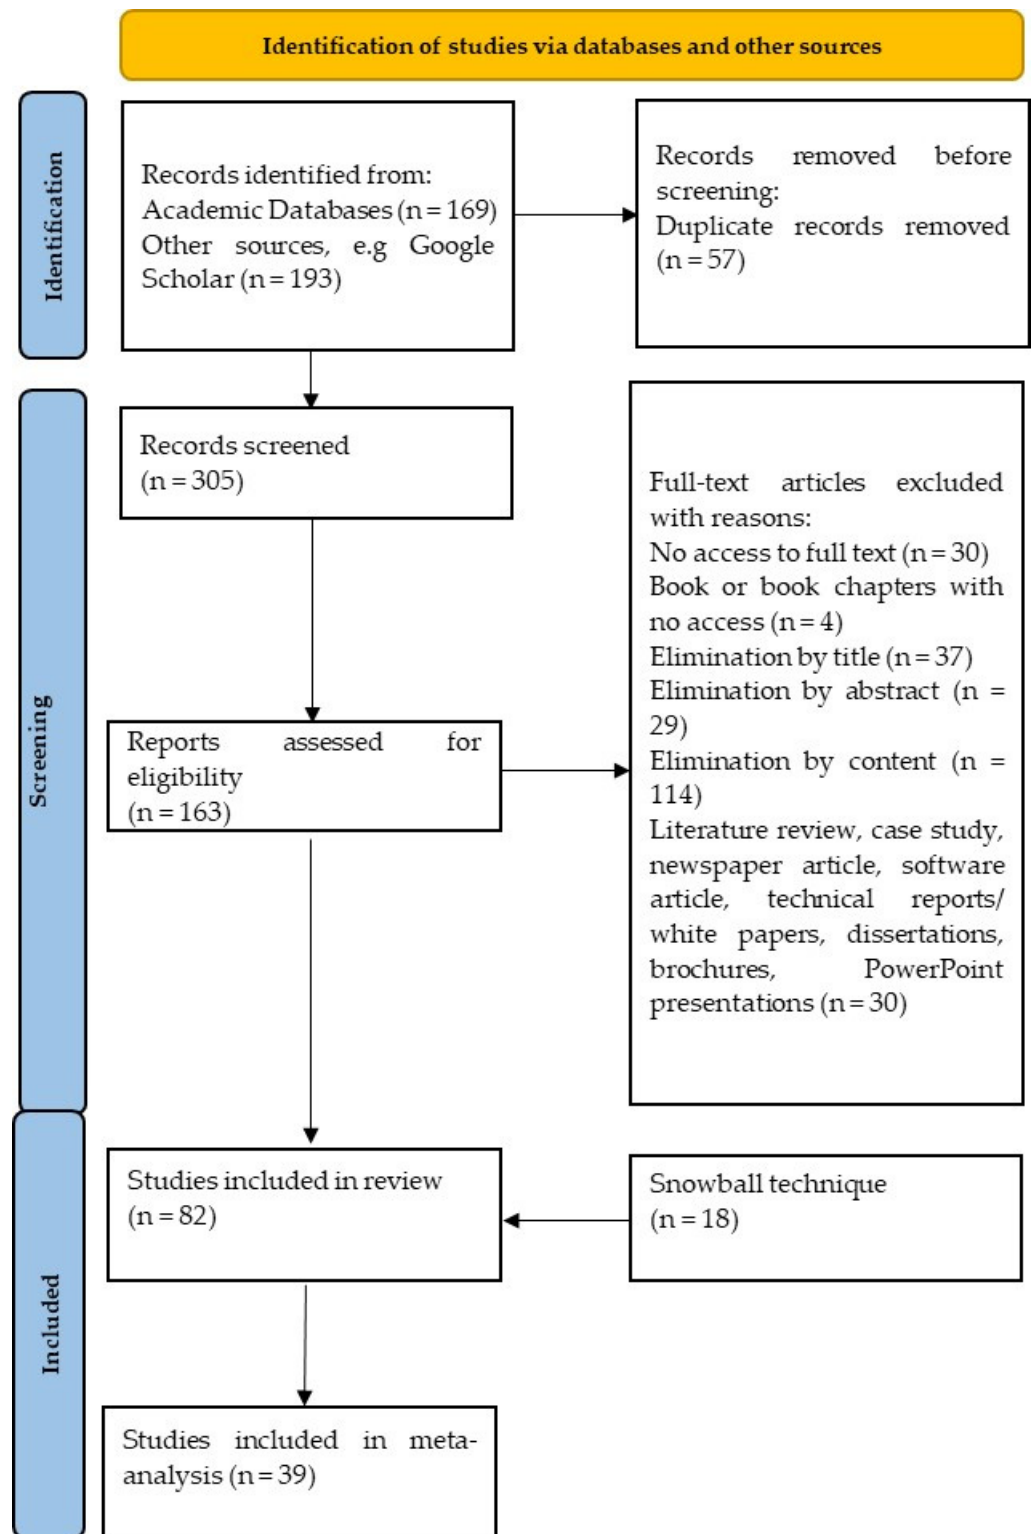 Identification of studies via databases and other sources
Identification
Records identified from:
Academic Databases (n = 169)
Other sources, e.g Google
Scholar (n = 193)
Records removed before
screening:
Duplicate records removed
(n = 57)
Screening
Records screened
(n = 305)
Reports assessed for
eligibility
(n = 163)
Full-text articles excluded
with reasons:
No access to full text (n = 30)
Book or book chapters with
no access (n = 4)
Elimination by title (n = 37)
Elimination by abstract (n =
29)
Elimination by content (n =
114)
Literature review, case study,
newspaper article, software
article, technical reports/
white papers, dissertations,
brochures, PowerPoint
presentations (n = 30)
Included
Studies included in review
(n = 82)
Snowball technique
(n = 18)
Studies included in meta-
analysis (n = 39)